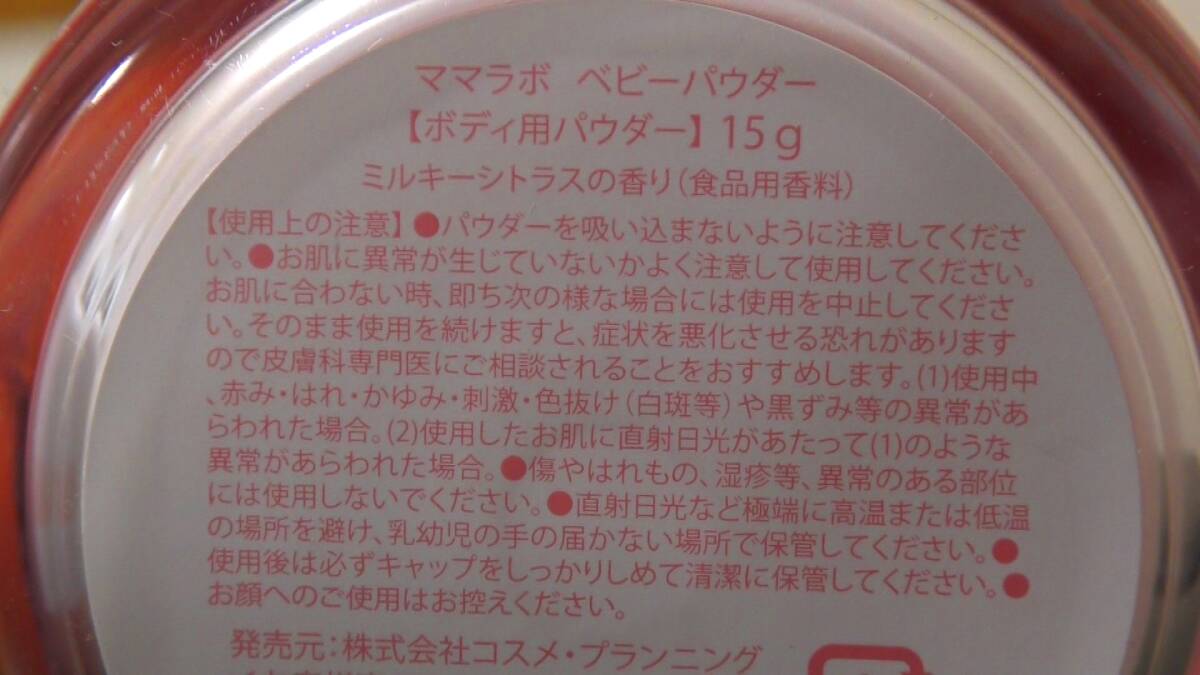 ママラボ ベビーパウダー
【ボディ用パウダー】15g
ミルキーシトラスの香り(食品用香料)
【使用上の注意】●パウダーを吸い込まないように注意してくださ
い。●お肌に異常が生じていないかよく注意して使用してください。
お肌に合わない時、即ち次の様な場合には使用を中止してくださ
い。そのまま使用を続けますと、症状を悪化させる恐れがあります
ので皮膚科専門医にご相談されることをおすすめします。(1)使用中
、赤み・はれ・かゆみ・刺激・色抜け(白斑等)や黒ずみ等の異常があ
らわれた場合。(2)使用したお肌に直射日光があたって(1)のような
異常があらわれた場合。●傷やはれもの、湿疹等、異常のある部位
には使用しないでください。●直射日光など極端に高温または低温
の場所を避け、乳幼児の手の届かない場所で保管してください。●
使用後は必ずキャップをしっかりしめて清潔に保管してください。●
お顔へのご使用はお控えください。
発売元:株式会社コスメ・プランニング